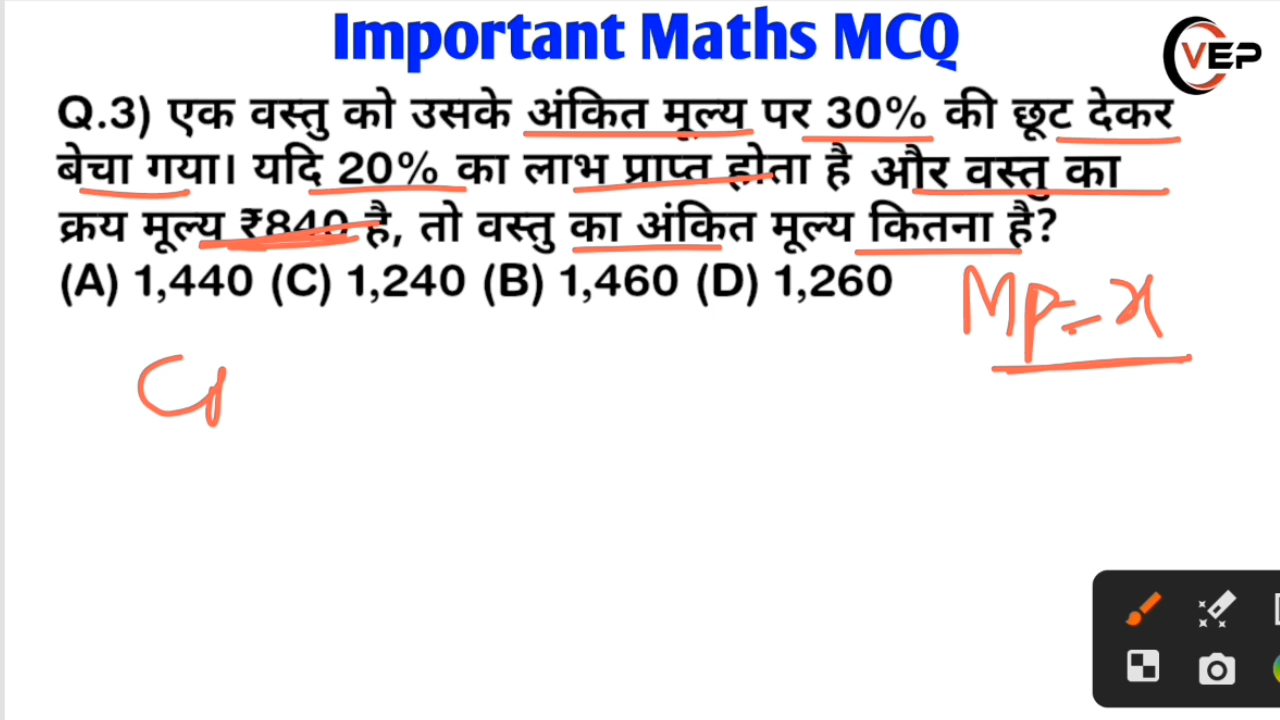 Important Maths MCQ
VEP
Q.3) एक वस्तु को उसके अंकित मूल्य पर 30% की छूट देकर
बेचा गया। यदि 20% का लाभ प्राप्त होता है और वस्तु का
क्रय मूल्य ₹840 है, तो वस्तु का अंकित मूल्य कितना है?
(A) 1,440 (C) 1,240 (B) 1,460 (D) 1,260
Mp = x